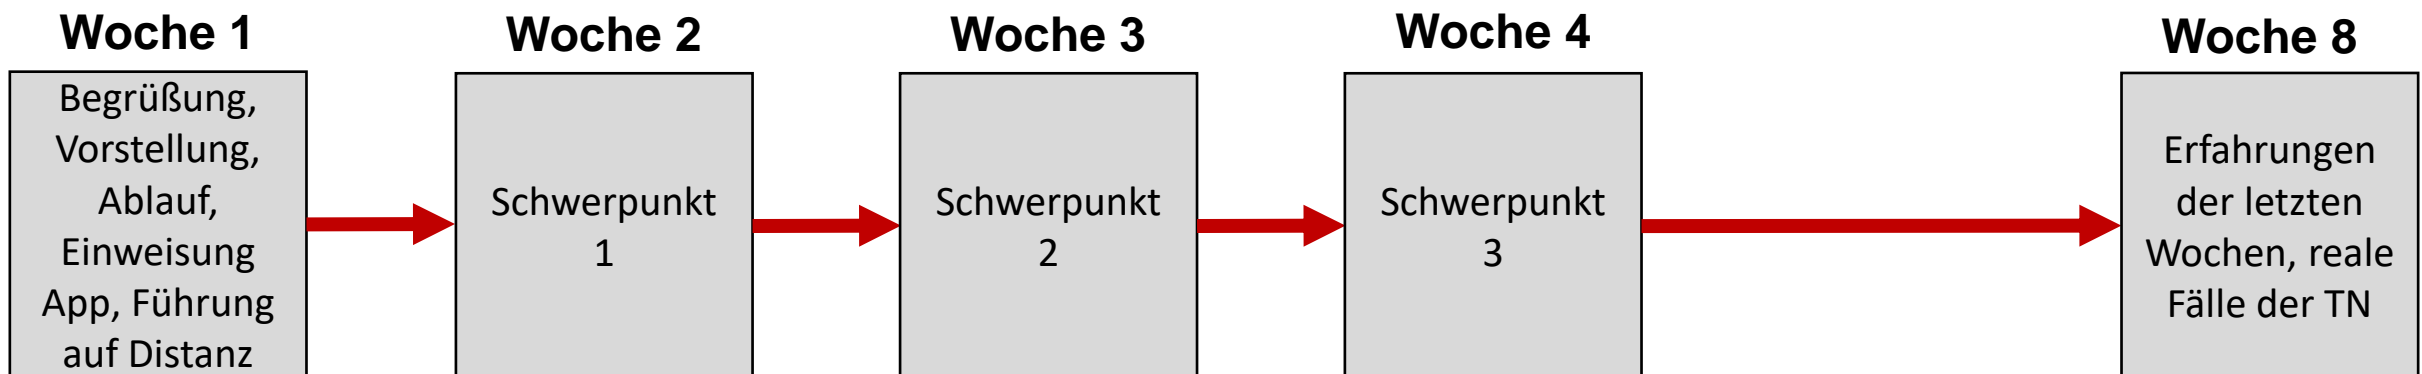 Woche 1
Begrüßung,
Vorstellung,
Ablauf,
Einweisung
App, Führung
auf Distanz
Woche 2
Schwerpunkt
1
Woche 3
Schwerpunkt
2
Woche 4
Schwerpunkt
3
Woche 8
Erfahrungen
der letzten
Wochen, reale
Fälle der TN